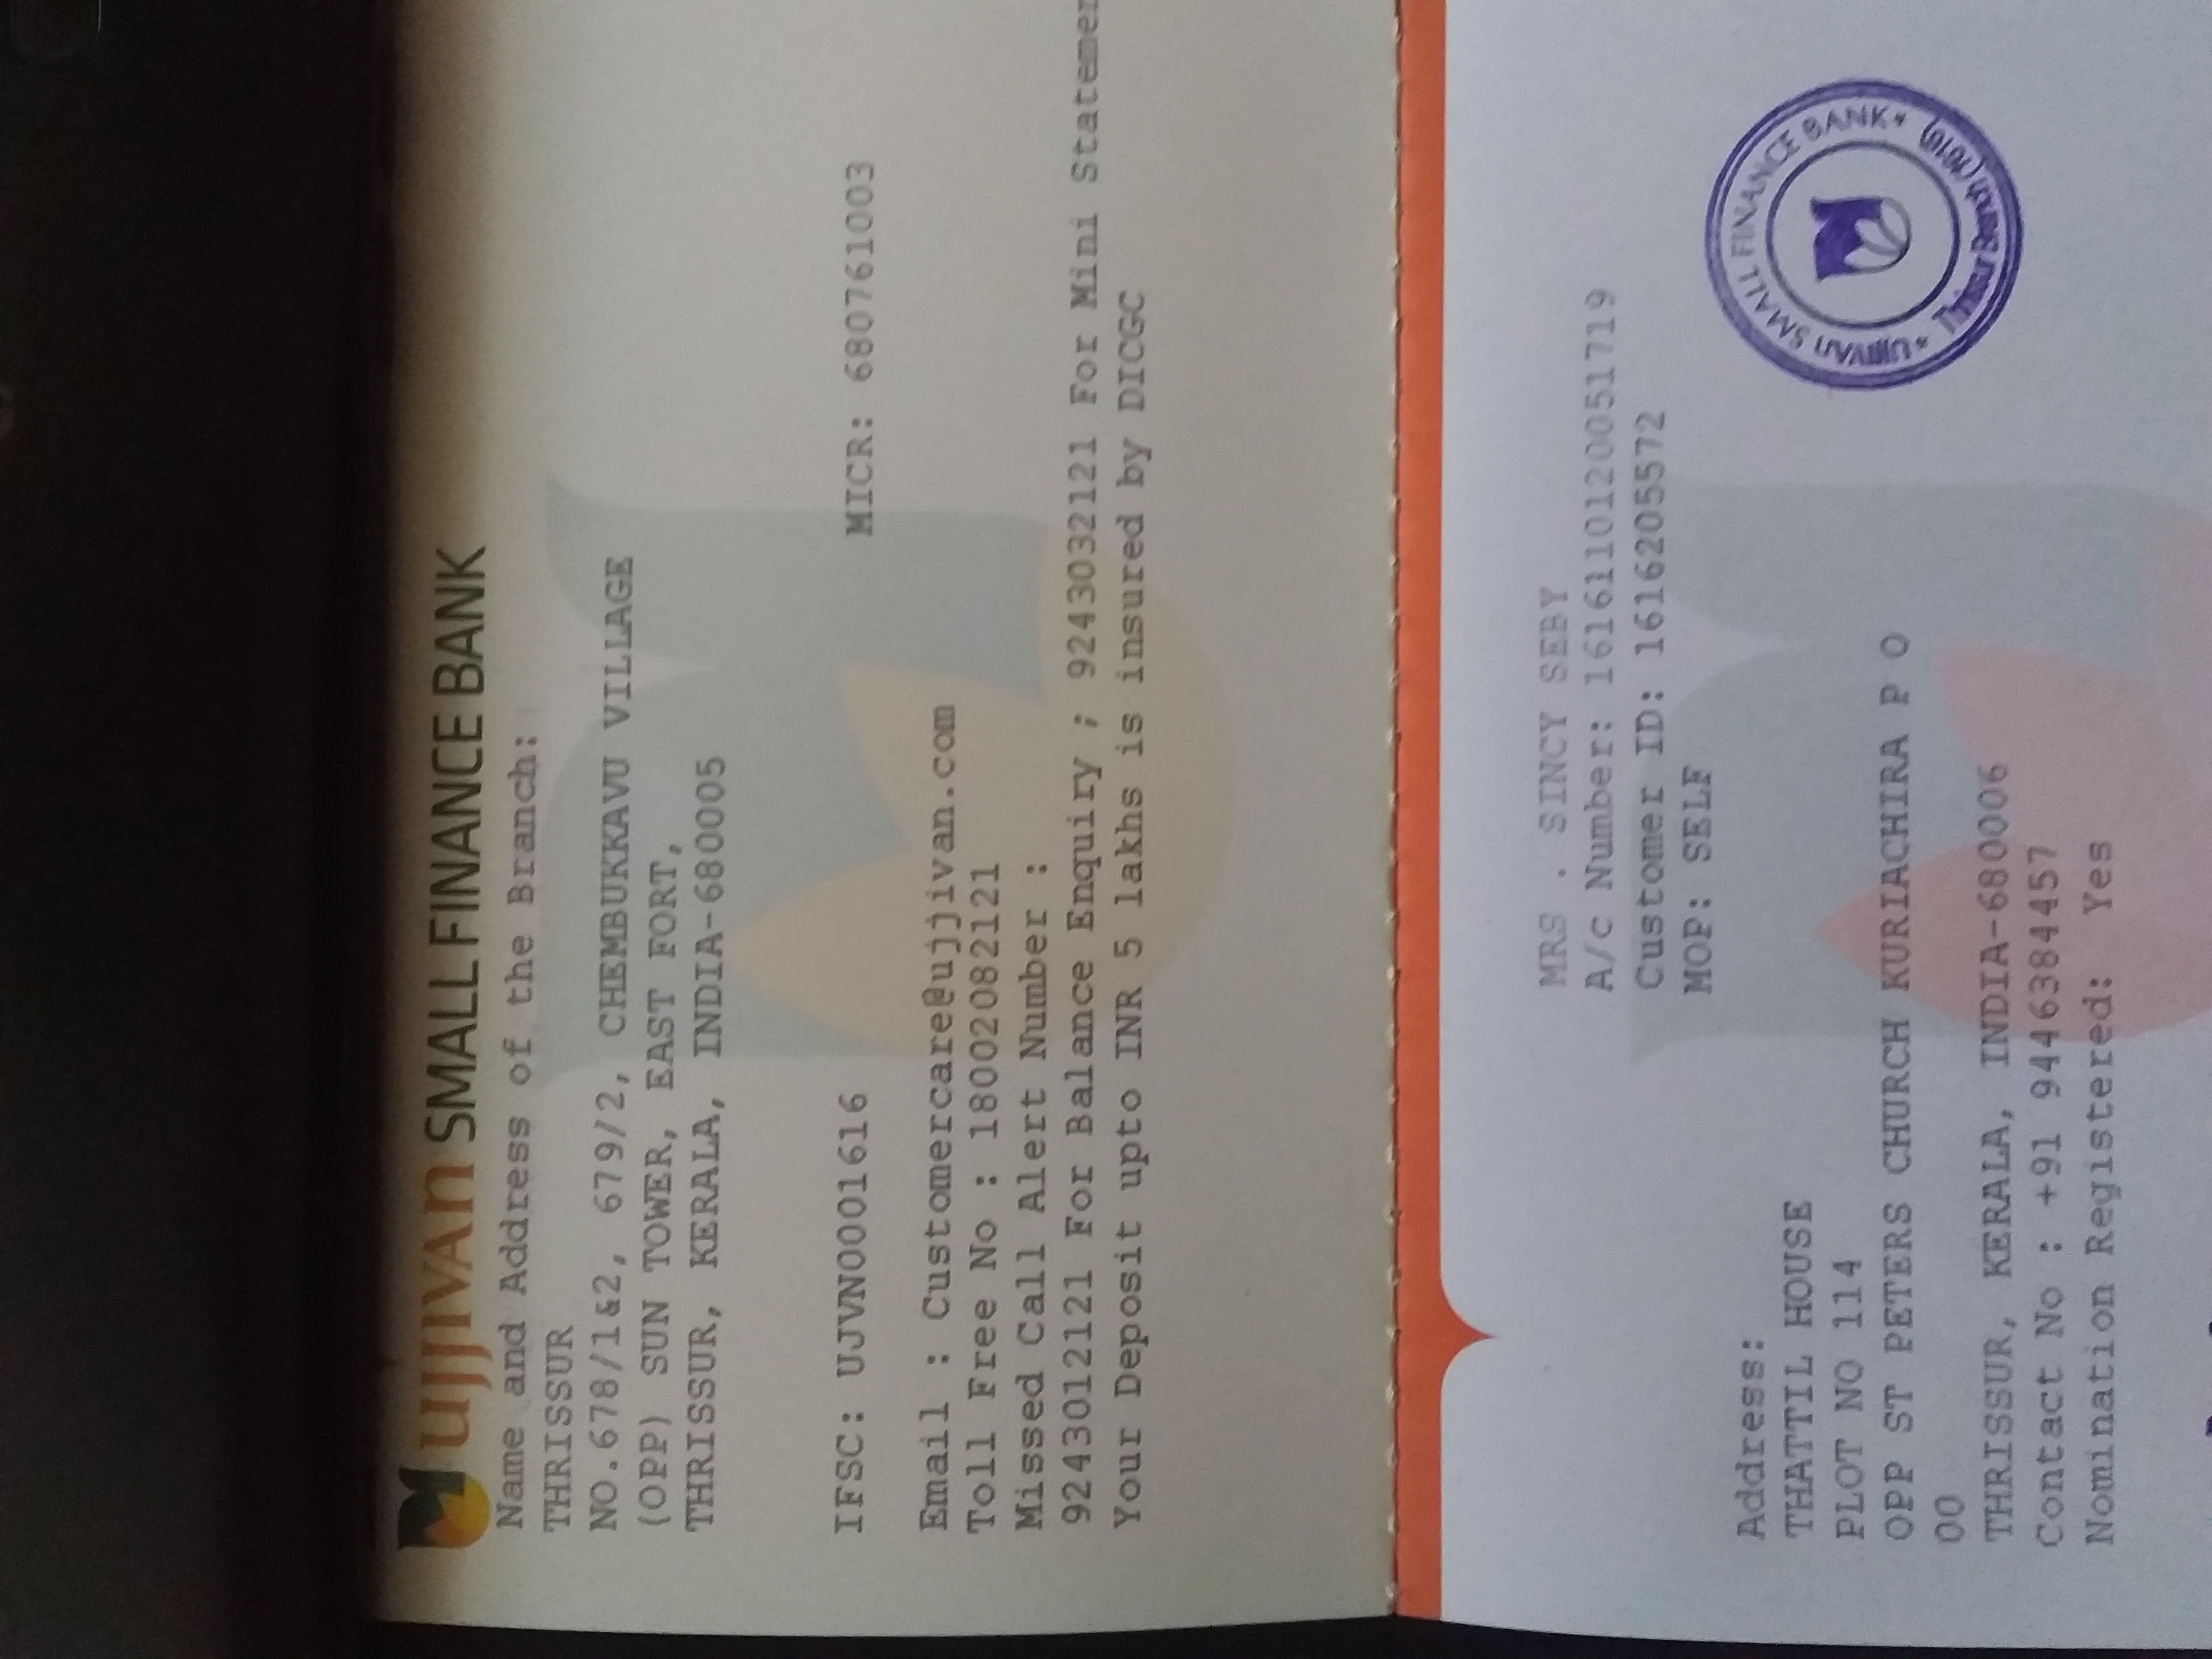 ujjivan SMALL FINANCE BANK
Name and Address of the Branch:
THRISSUR
NO.678/1&2, 679/2, CHEMBUKKAVU VILLAGE
(OPP) SUN TOWER, EAST FORT,
THRISSUR, KERALA, INDIA-680005
IFSC: UJVN0001616 MICR: 680761003
Email : Customercare@ujjivan.com
Toll Free No : 18002082121
Missed Call Alert Number :
9243012121 For Balance Enquiry ; 9243032121 For Mini Statemen
Your Deposit upto INR 5 lakhs is insured by DICGC
MRS . SINCY SEBY
A/c Number: 1616110120051719
Customer ID: 1616205572
MOP: SELF
Address:
THATTIL HOUSE
PLOT NO 114
OPP ST PETERS CHURCH KURIACHIRA P O
00
THRISSUR, KERALA, INDIA-680006
Contact No : +91 9446384457
Nomination Registered: Yes
* UJJIVAN SMALL FINANCE BANK *
Thrissur Branch (1616)